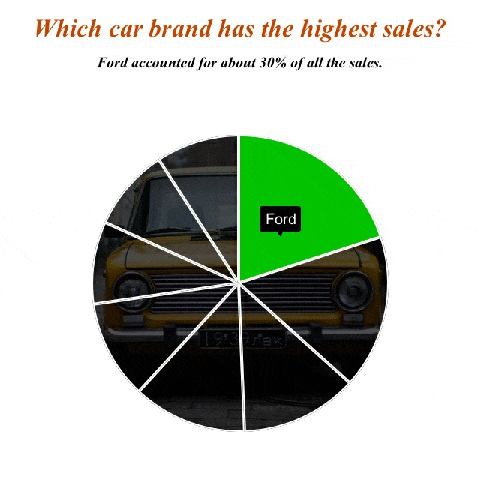 Which car brand has the highest sales?
Ford accounted for about 30% of all the sales.
Ford